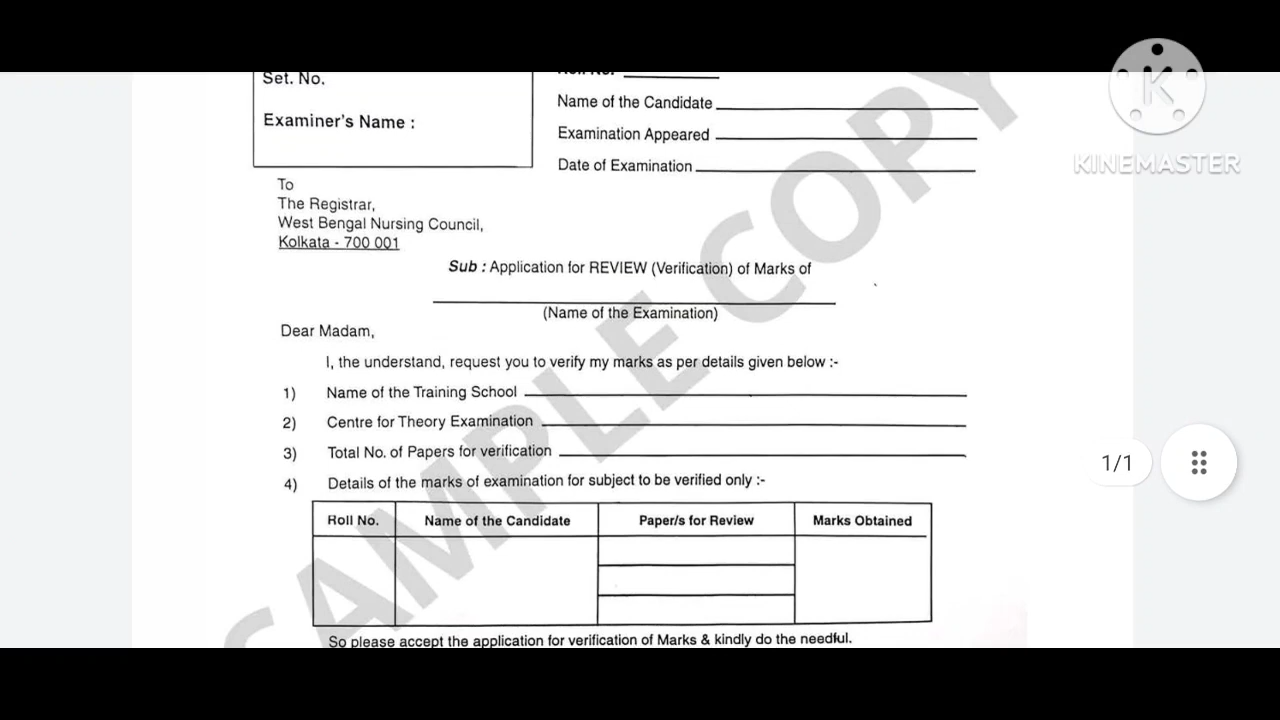 Set. No.
Examiner's Name :
Roll No.
Name of the Candidate
Examination Appeared
Date of Examination
To
The Registrar,
West Bengal Nursing Council,
Kolkata - 700 001
Sub : Application for REVIEW (Verification) of Marks of
(Name of the Examination)
Dear Madam,
I, the understand, request you to verify my marks as per details given below :-
1) Name of the Training School
2) Centre for Theory Examination
3) Total No. of Papers for verification
4) Details of the marks of examination for subject to be verified only :-
Roll No. Name of the Candidate Paper/s for Review Marks Obtained
So please accept the application for verification of Marks & kindly do the needful.
SAMPLE COPY
1/1
K
KINEMASTER